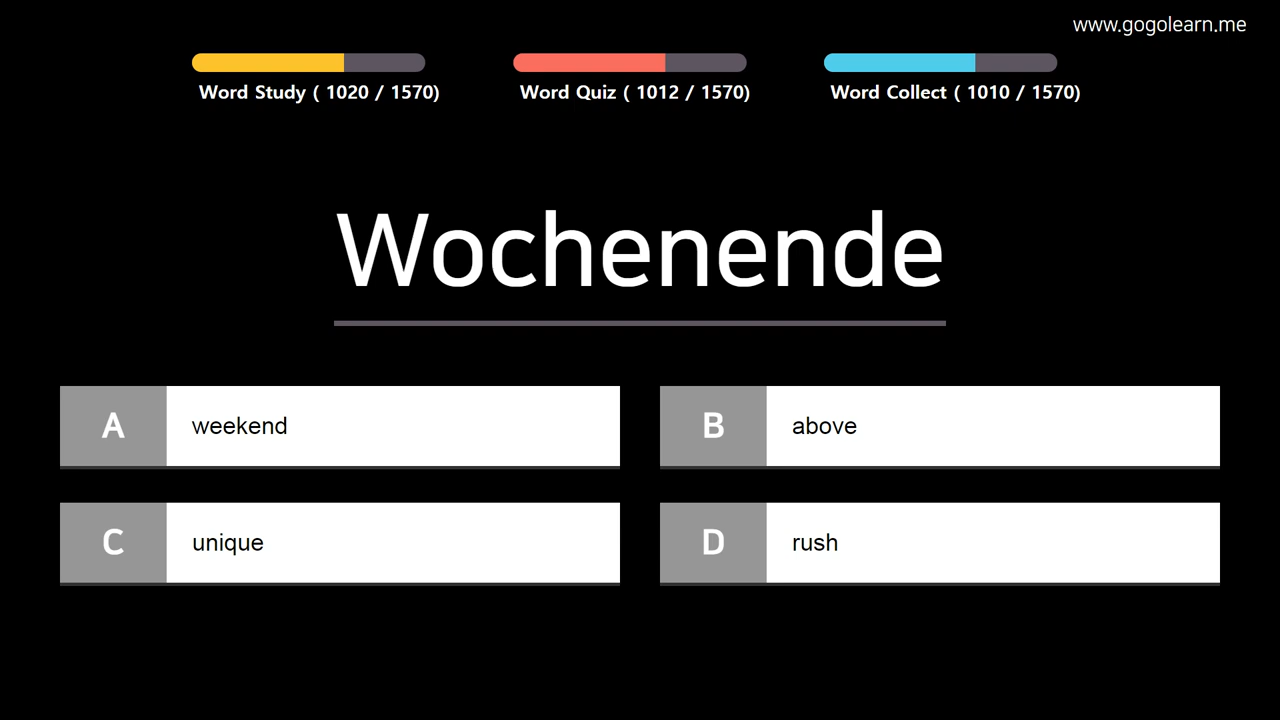 www.gogolearn.me
Word Study ( 1020 / 1570)
Word Quiz ( 1012 / 1570)
Word Collect ( 1010 / 1570)
Wochenende
A weekend
B above
C unique
D rush